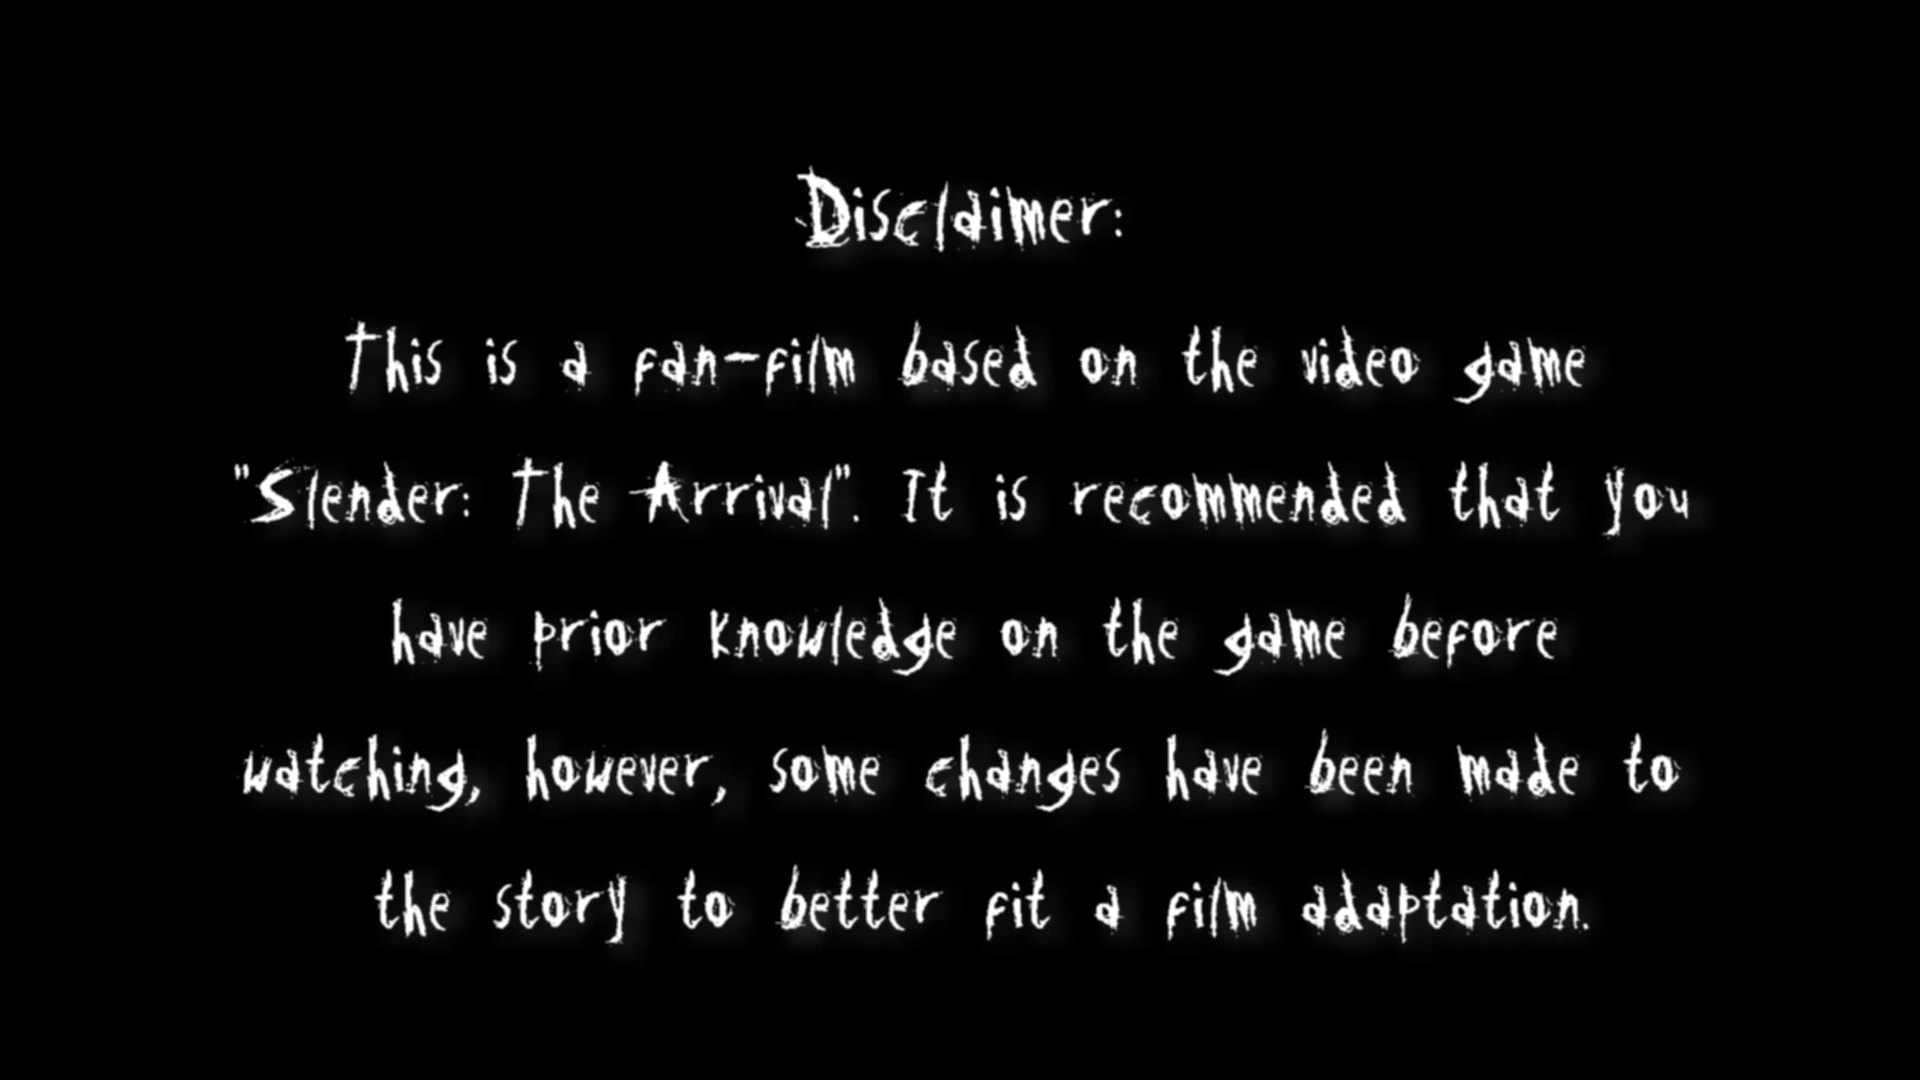 Disclaimer:
This is a fan-film based on the video game
"Slender: The Arrival". It is recommended that you
have prior knowledge on the game before
watching, however, some changes have been made to
the story to better fit a film adaptation.